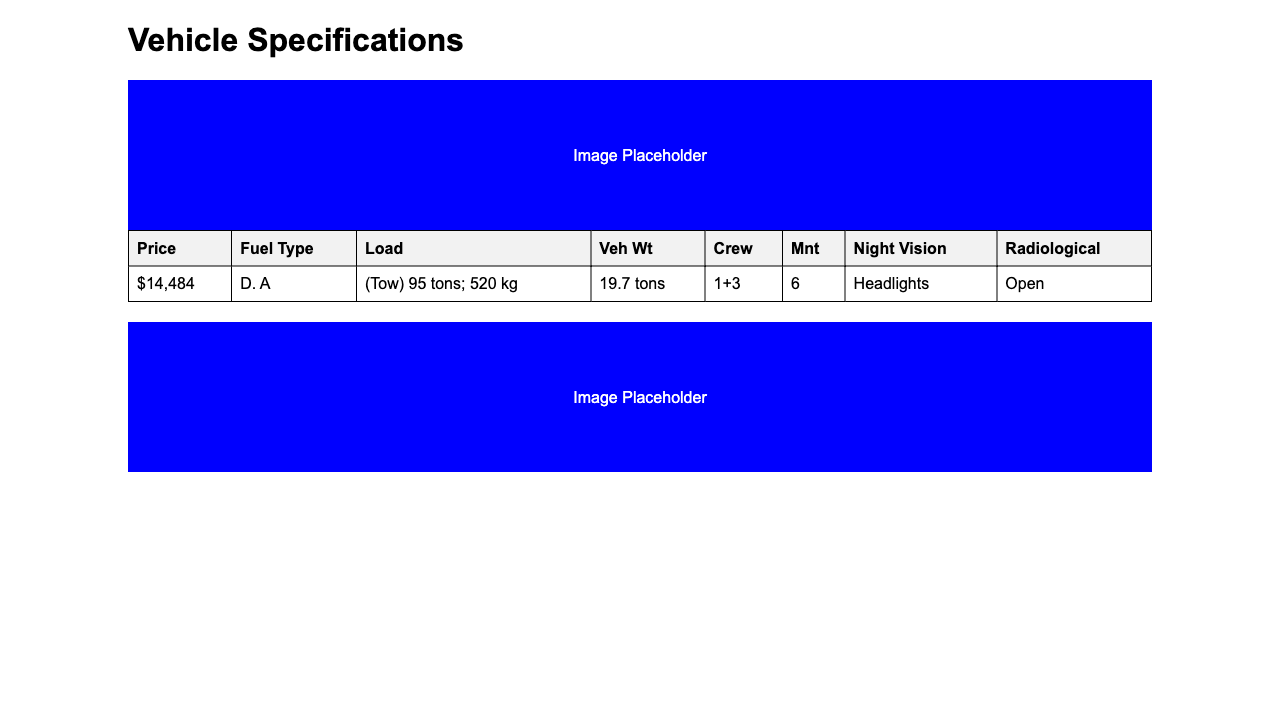 Vehicle Specifications
Image Placeholder
Price Fuel Type Load Veh Wt Crew Mnt Night Vision Radiological
$14,484 D. A (Tow) 95 tons; 520 kg 19.7 tons 1+3 6 Headlights Open
Image Placeholder